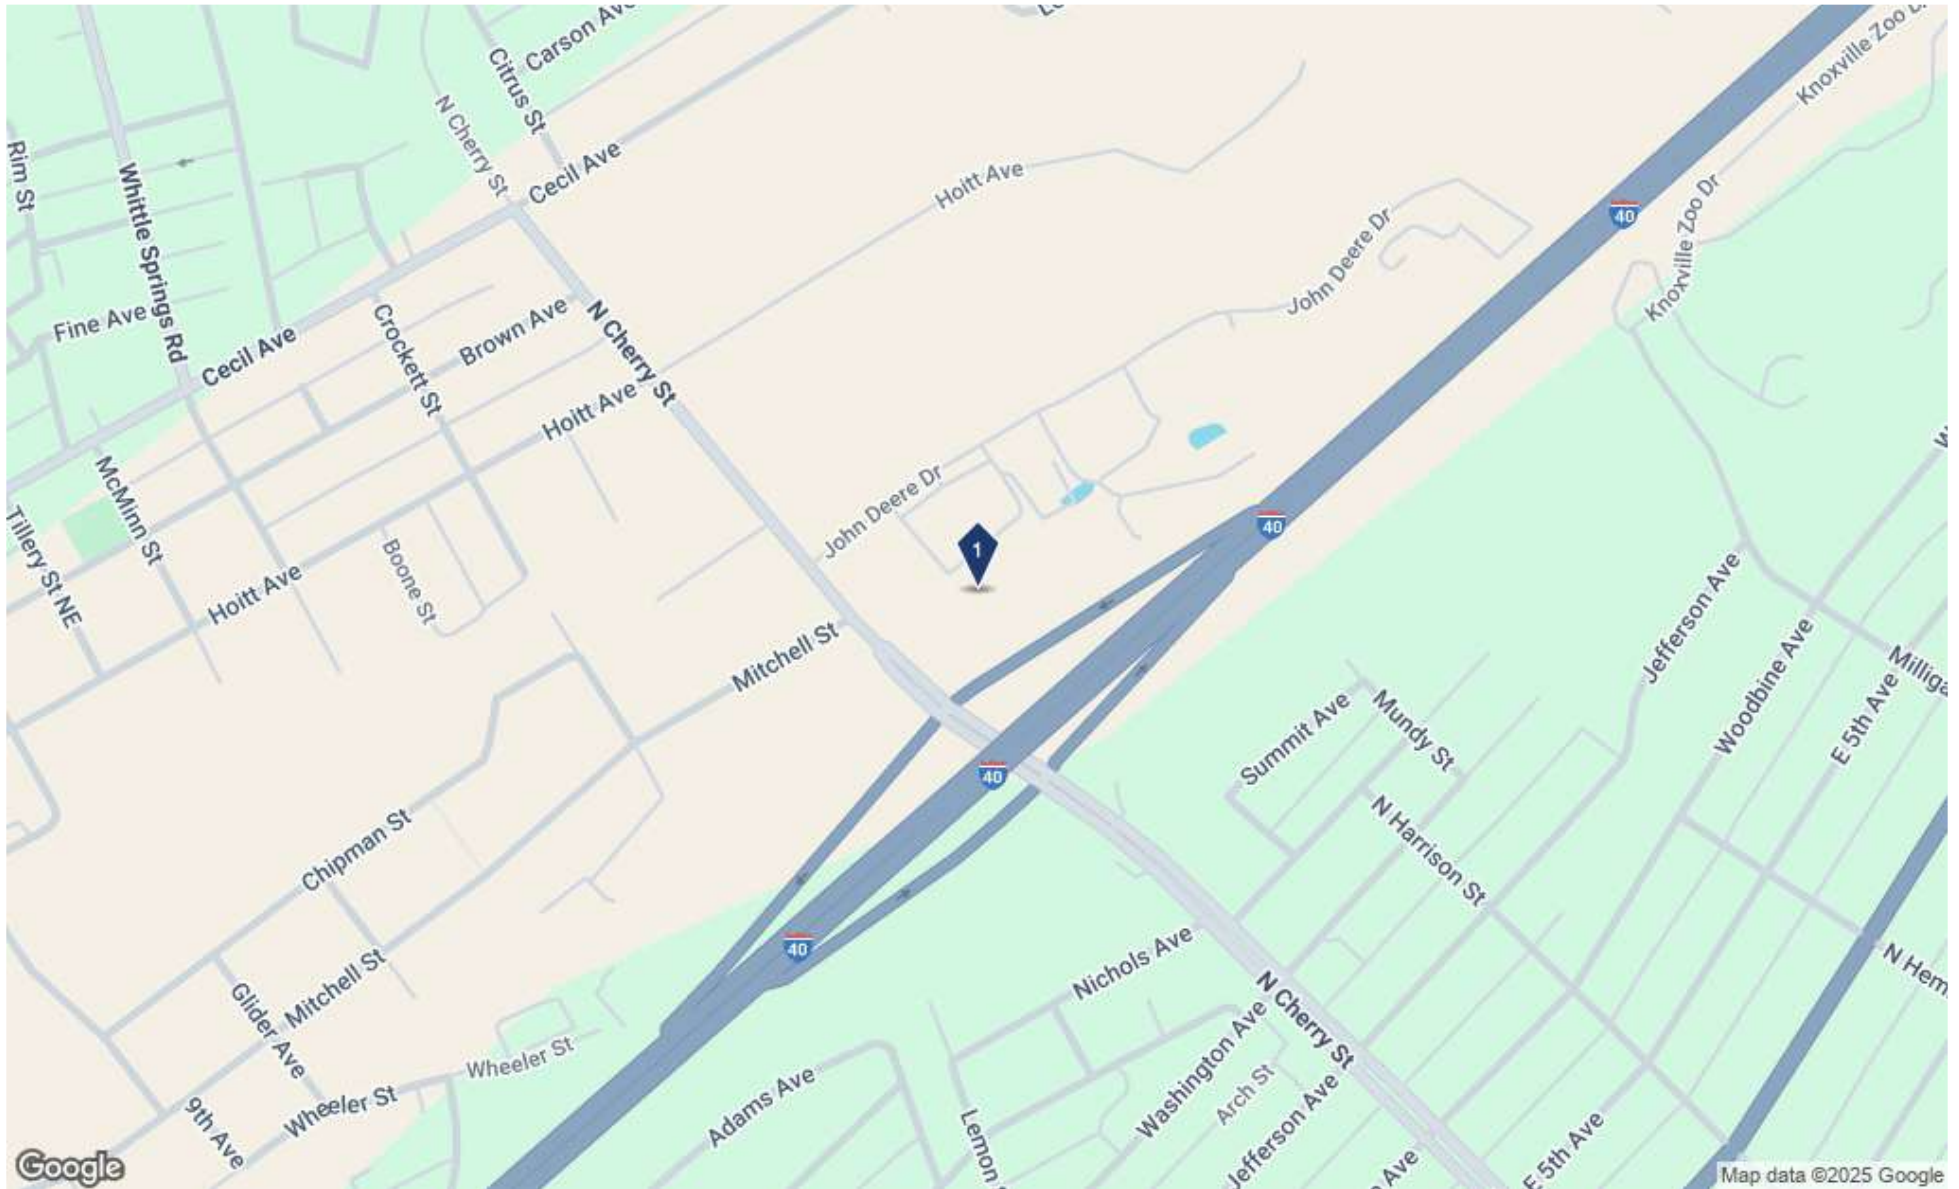 Carson Ave
Citrus St
N Cherry St
Cecil Ave
Knoxville Zoo Dr
Rim St
Whittle Springs Rd
Hoitt Ave
40
Knoxville Zoo Dr
John Deere Dr
Fine Ave
Crockett St
Brown Ave
N Cherry St
Cecil Ave
Hoitt Ave
McMinn St
John Deere Dr
40
1
Tillery St NE
Boone St
Hoitt Ave
Jefferson Ave
Mitchell St
Woodbine Ave
Milliga
E 5th Ave
Summit Ave
Mundy St
40
N Harrison St
Chipman St
40
Nichols Ave
N Hem
Mitchell St
Glider Ave
N Cherry St
Washington Ave
Wheeler St
Arch St
Adams Ave
Jefferson Ave
Wheeler St
9th Ave
Lemon
E 5th Ave
Ave
Google
Map data ©2025 Google